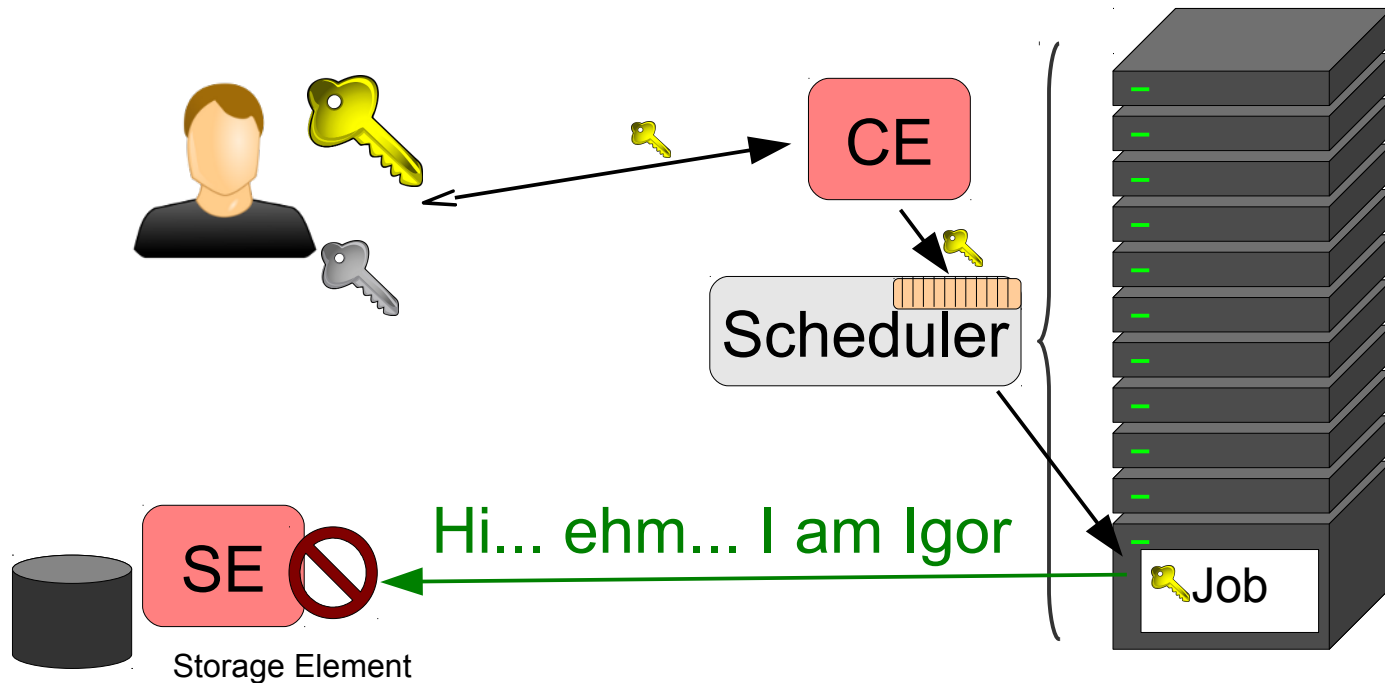 CE
Scheduler
Hi... ehm... I am Igor
SE
Job
Storage Element